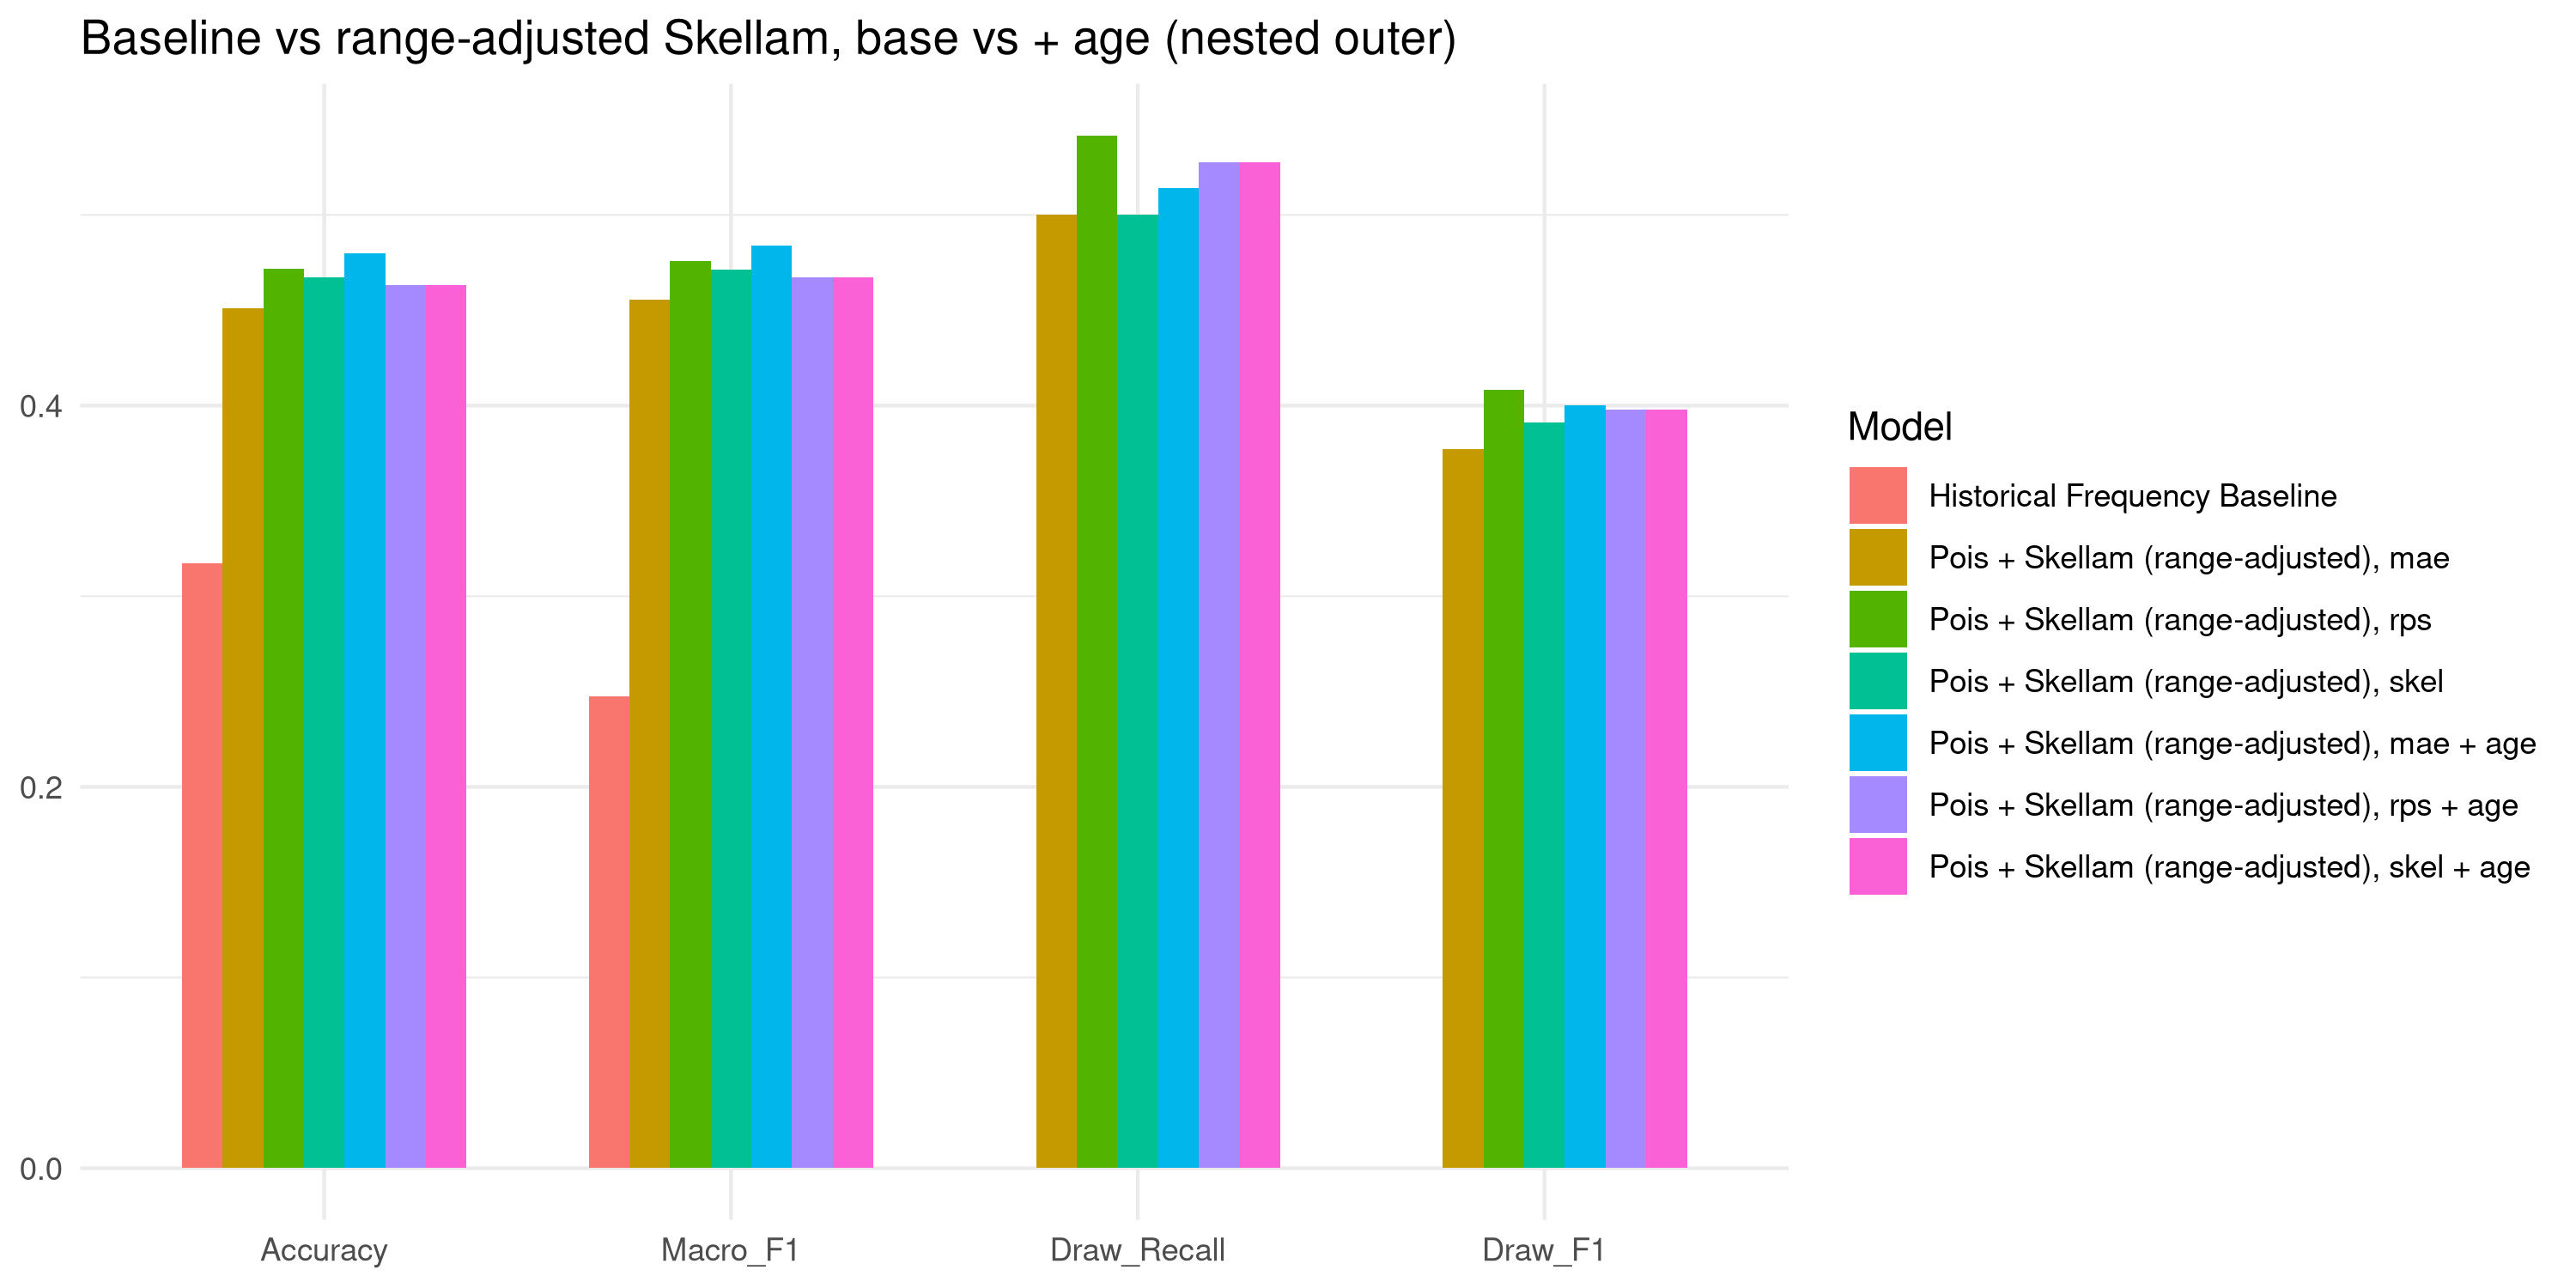 Baseline vs range-adjusted Skellam, base vs + age (nested outer)
0.4
0.2
0.0
Accuracy
Macro_F1
Draw_Recall
Draw_F1
Model
Historical Frequency Baseline
Pois + Skellam (range-adjusted), mae
Pois + Skellam (range-adjusted), rps
Pois + Skellam (range-adjusted), skel
Pois + Skellam (range-adjusted), mae + age
Pois + Skellam (range-adjusted), rps + age
Pois + Skellam (range-adjusted), skel + age